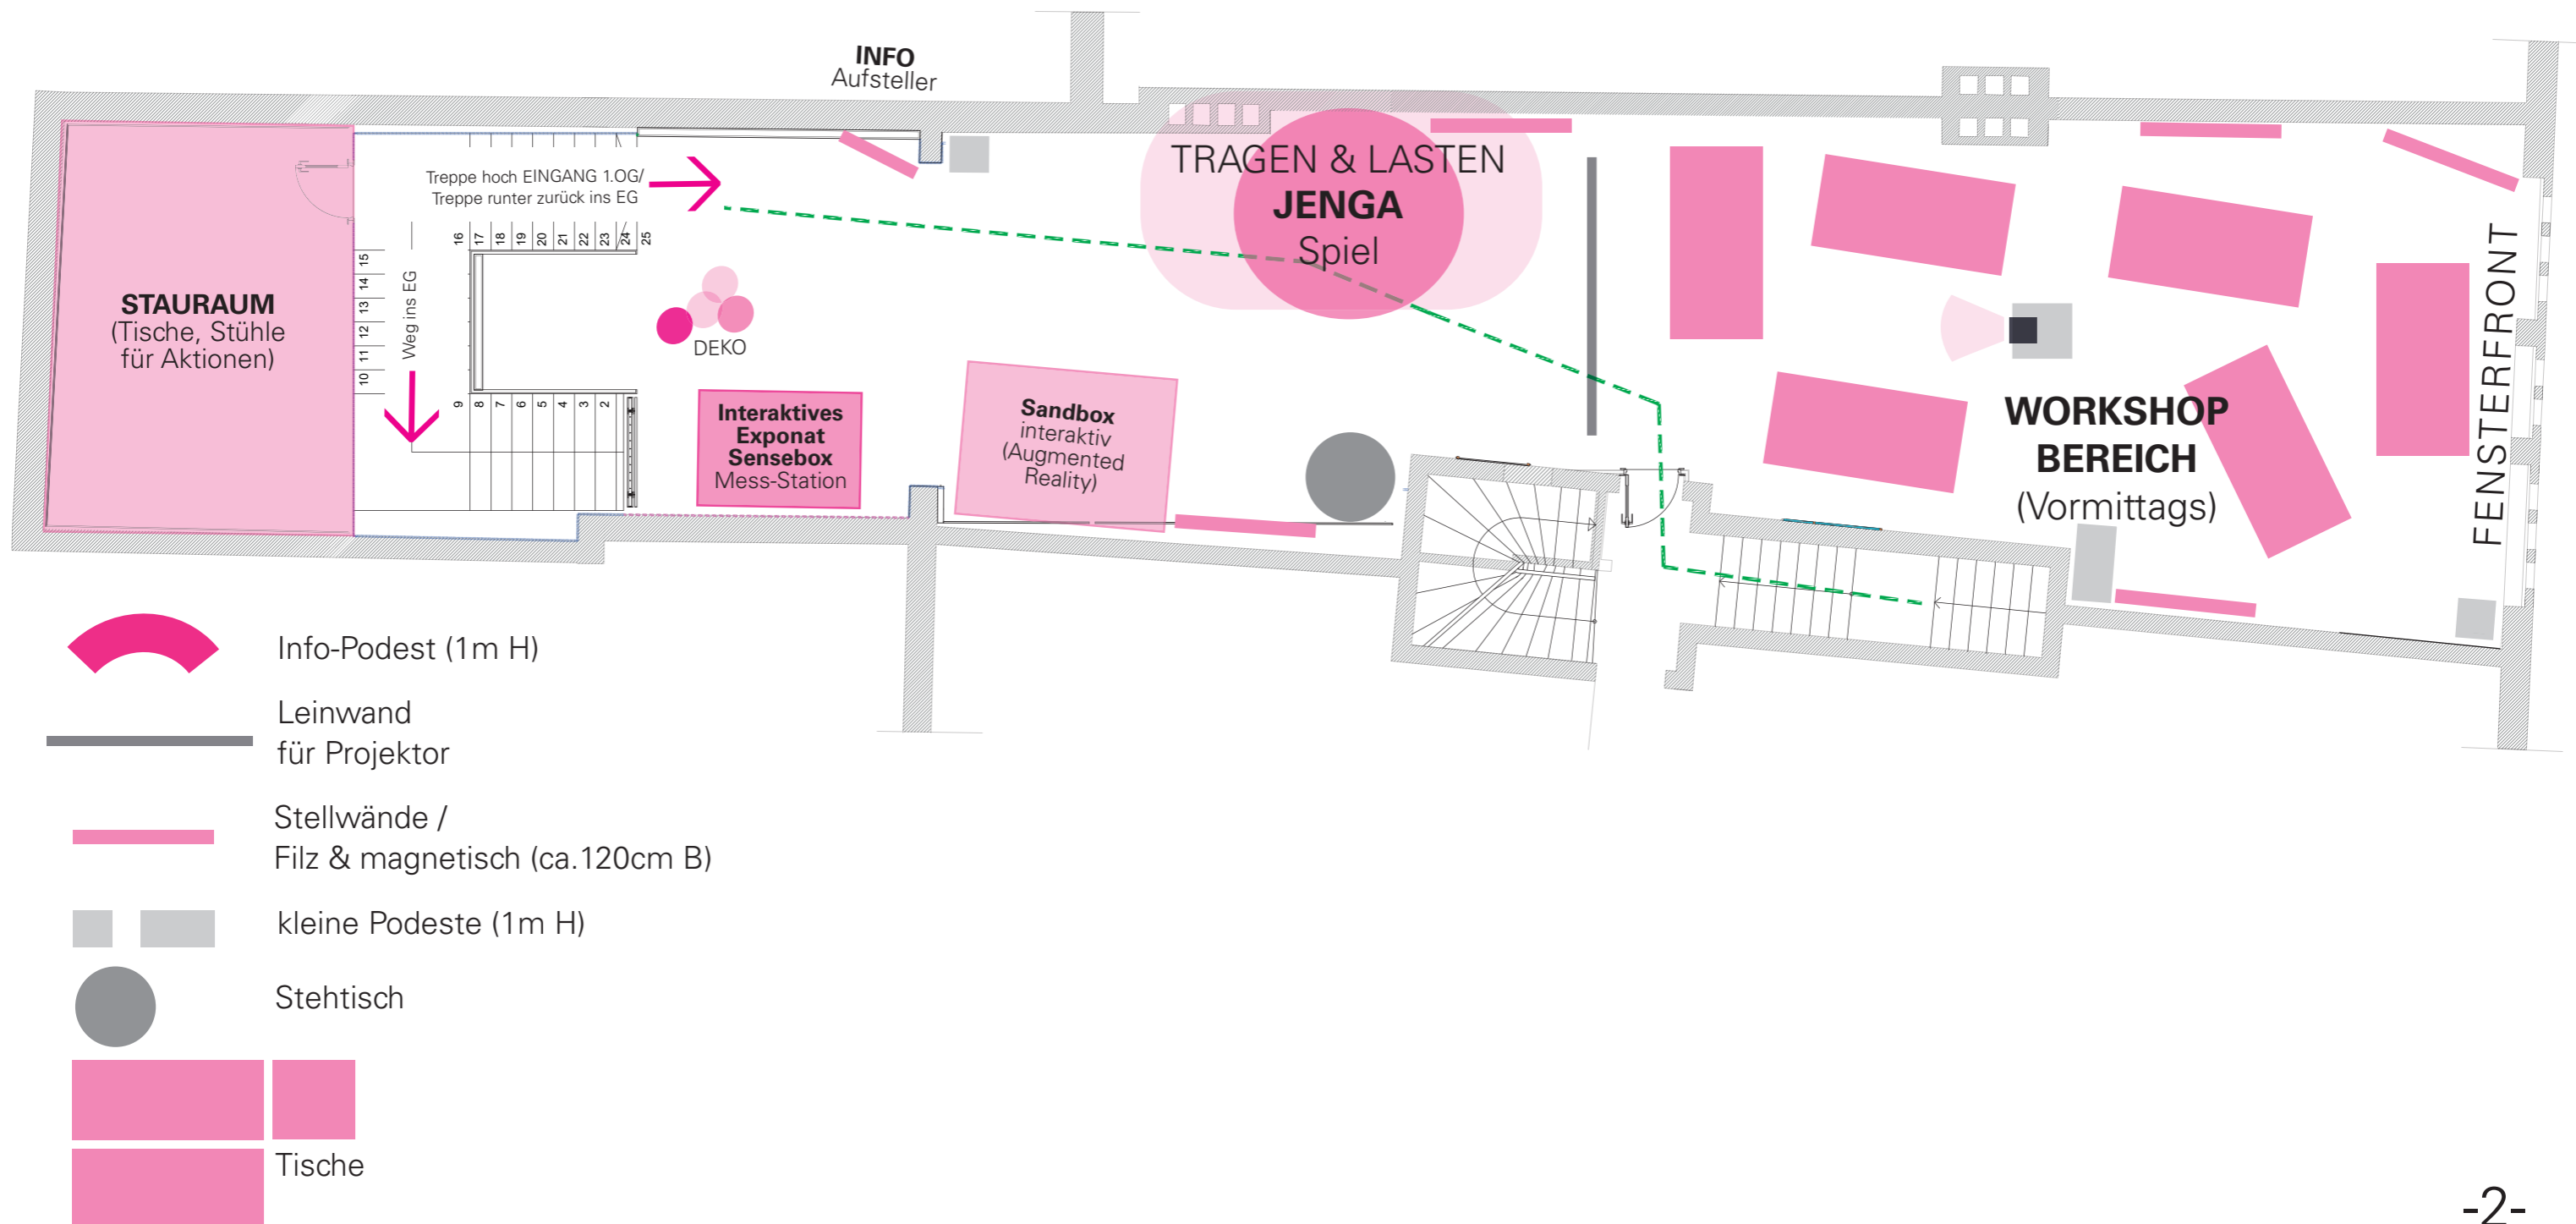 INFO
Aufsteller
Treppe hoch EINGANG 1.OG/
Treppe runter zurück ins EG
16
17
18
19
20
21
22
23
24
25
15
14
13
12
11
10
Weg ins EG
9
8
7
6
5
4
3
2
STAURAUM
(Tische, Stühle
für Aktionen)
DEKO
Interaktives
Exponat
Sensebox
Mess-Station
Sandbox
interaktiv
(Augmented
Reality)
TRAGEN & LASTEN
JENGA
Spiel
WORKSHOP
BEREICH
(Vormittags)
FENSTERFRONT
Info-Podest (1m H)
Leinwand
für Projektor
Stellwände /
Filz & magnetisch (ca.120cm B)
kleine Podeste (1m H)
Stehtisch
Tische
-2-